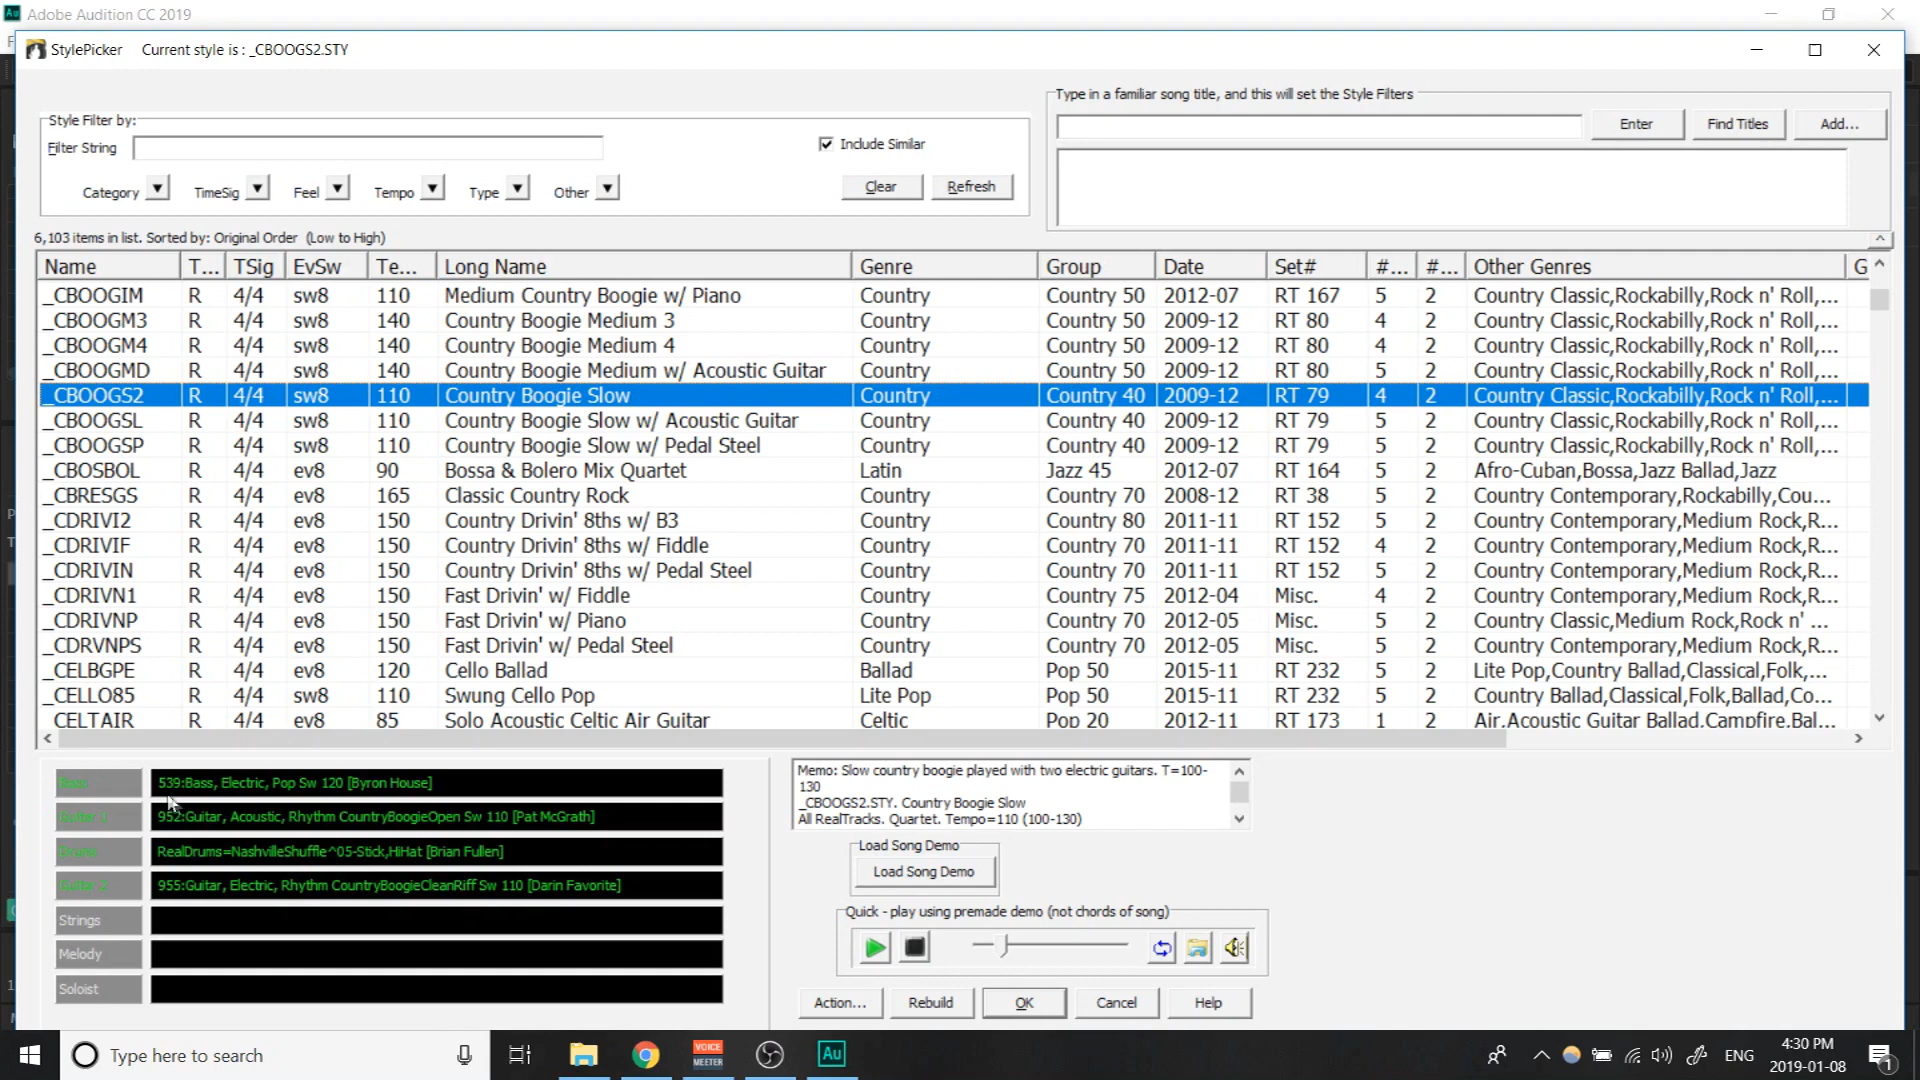 Adobe Audition CC 2019
StylePicker Current style is : _CBOOGS2.STY
Type in a familiar song title, and this will set the Style Filters
Style Filter by:
Filter String
Include Similar
Enter Find Titles Add...
Category TimeSig Feel Tempo Type Other Clear Refresh
6,103 items in list. Sorted by: Original Order (Low to High)
Name T... TSig EvSw Te... Long Name Genre Group Date Set# #... #... Other Genres G
_CBOOGIM R 4/4 sw8 110 Medium Country Boogie w/ Piano Country Country 50 2012-07 RT 167 5 2 Country Classic,Rockabilly,Rock n' Roll,...
_CBOOGM3 R 4/4 sw8 140 Country Boogie Medium 3 Country Country 50 2009-12 RT 80 4 2 Country Classic,Rockabilly,Rock n' Roll,...
_CBOOGM4 R 4/4 sw8 140 Country Boogie Medium 4 Country Country 50 2009-12 RT 80 4 2 Country Classic,Rockabilly,Rock n' Roll,...
_CBOOGMD R 4/4 sw8 140 Country Boogie Medium w/ Acoustic Guitar Country Country 50 2009-12 RT 80 5 2 Country Classic,Rockabilly,Rock n' Roll,...
_CBOOGS2 R 4/4 sw8 110 Country Boogie Slow Country Country 40 2009-12 RT 79 4 2 Country Classic,Rockabilly,Rock n' Roll,...
_CBOOGSL R 4/4 sw8 110 Country Boogie Slow w/ Acoustic Guitar Country Country 40 2009-12 RT 79 5 2 Country Classic,Rockabilly,Rock n' Roll,...
_CBOOGSP R 4/4 sw8 110 Country Boogie Slow w/ Pedal Steel Country Country 40 2009-12 RT 79 5 2 Country Classic,Rockabilly,Rock n' Roll,...
_CBOSBOL R 4/4 ev8 90 Bossa & Bolero Mix Quartet Latin Jazz 45 2012-07 RT 164 5 2 Afro-Cuban,Bossa,Jazz Ballad,Jazz
_CBRESGS R 4/4 ev8 165 Classic Country Rock Country Country 70 2008-12 RT 38 5 2 Country Contemporary,Rockabilly,Cou...
_CDRIVI2 R 4/4 ev8 150 Country Drivin' 8ths w/ B3 Country Country 80 2011-11 RT 152 5 2 Country Contemporary,Medium Rock,R...
_CDRIVIF R 4/4 ev8 150 Country Drivin' 8ths w/ Fiddle Country Country 70 2011-11 RT 152 4 2 Country Contemporary,Medium Rock,R...
_CDRIVIN R 4/4 ev8 150 Country Drivin' 8ths w/ Pedal Steel Country Country 70 2011-11 RT 152 5 2 Country Contemporary,Medium Rock,R...
_CDRIVN1 R 4/4 ev8 150 Fast Drivin' w/ Fiddle Country Country 75 2012-04 Misc. 4 2 Country Contemporary,Medium Rock,R...
_CDRIVNP R 4/4 ev8 150 Fast Drivin' w/ Piano Country Country 70 2012-05 Misc. 5 2 Country Classic,Medium Rock,Rock n' ...
_CDRVNPS R 4/4 ev8 150 Fast Drivin' w/ Pedal Steel Country Country 70 2012-05 Misc. 5 2 Country Contemporary,Medium Rock,R...
_CELBGPE R 4/4 ev8 120 Cello Ballad Ballad Pop 50 2015-11 RT 232 5 2 Lite Pop,Country Ballad,Classical,Folk,...
_CELLO85 R 4/4 sw8 110 Swung Cello Pop Lite Pop Pop 50 2015-11 RT 232 5 2 Country Ballad,Classical,Folk,Ballad,Co...
_CELTAIR R 4/4 ev8 85 Solo Acoustic Celtic Air Guitar Celtic Pop 20 2012-11 RT 173 1 2 Air,Acoustic Guitar Ballad,Campfire,Bal...
Bass 539:Bass, Electric, Pop Sw 120 [Byron House]
Guitar 1 952:Guitar, Acoustic, Rhythm CountryBoogieOpen Sw 110 [Pat McGrath]
Drums RealDrums=NashvilleShuffle^05-Stick,HiHat [Brian Fullen]
Guitar 2 955:Guitar, Electric, Rhythm CountryBoogieCleanRiff Sw 110 [Darin Favorite]
Strings
Melody
Soloist
Memo: Slow country boogie played with two electric guitars. T=100-
130
_CBOOGS2.STY. Country Boogie Slow
All RealTracks. Quartet. Tempo=110 (100-130)
Load Song Demo
Load Song Demo
Quick - play using premade demo (not chords of song)
Action... Rebuild OK Cancel Help
Type here to search
VOICE
MEETER
Au
ENG
4:30 PM
2019-01-08
1